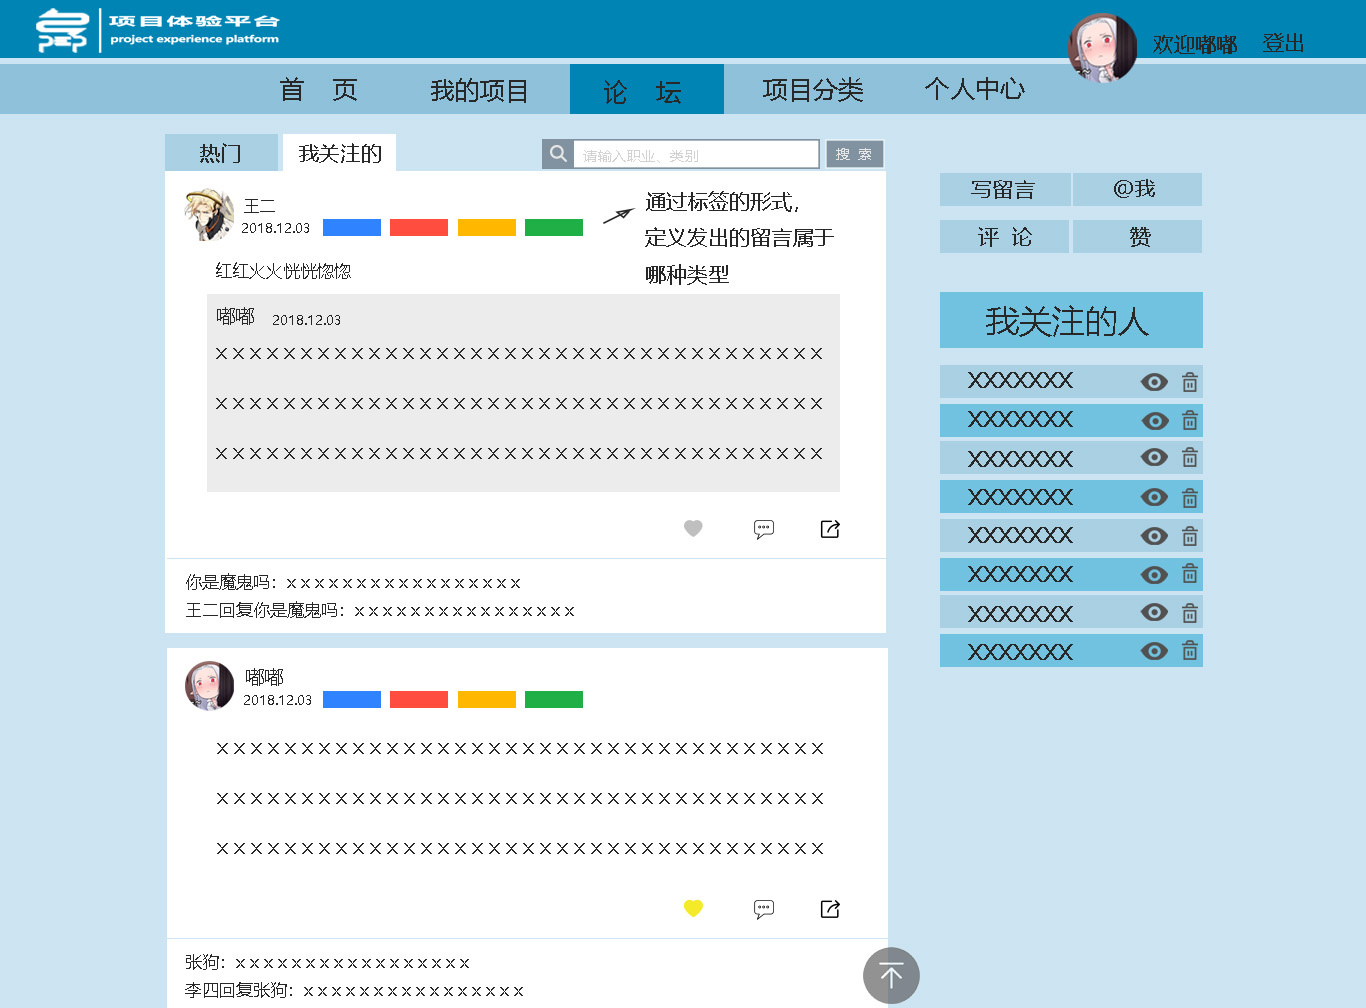 项目体验平台
project experience platform
欢迎嘟嘟 登出
首 页 我的项目 论 坛 项目分类 个人中心
热门 我关注的 请输入职业、类别 搜 索
王二
2018.12.03
通过标签的形式，
定义发出的留言属于
哪种类型
红红火火恍恍惚惚
嘟嘟 2018.12.03
x x x x x x x x x x x x x x x x x x x x x x x x x x x x x x x x x x x x
x x x x x x x x x x x x x x x x x x x x x x x x x x x x x x x x x x x x
x x x x x x x x x x x x x x x x x x x x x x x x x x x x x x x x x x x x
你是魔鬼吗：x x x x x x x x x x x x x x x x x
王二回复你是魔鬼吗：x x x x x x x x x x x x x x x x
嘟嘟
2018.12.03
x x x x x x x x x x x x x x x x x x x x x x x x x x x x x x x x x x x x
x x x x x x x x x x x x x x x x x x x x x x x x x x x x x x x x x x x x
x x x x x x x x x x x x x x x x x x x x x x x x x x x x x x x x x x x x
张狗：x x x x x x x x x x x x x x x x x
李四回复张狗：x x x x x x x x x x x x x x x x
写留言 @我
评 论 赞
我关注的人
XXXXXXX
XXXXXXX
XXXXXXX
XXXXXXX
XXXXXXX
XXXXXXX
XXXXXXX
XXXXXXX